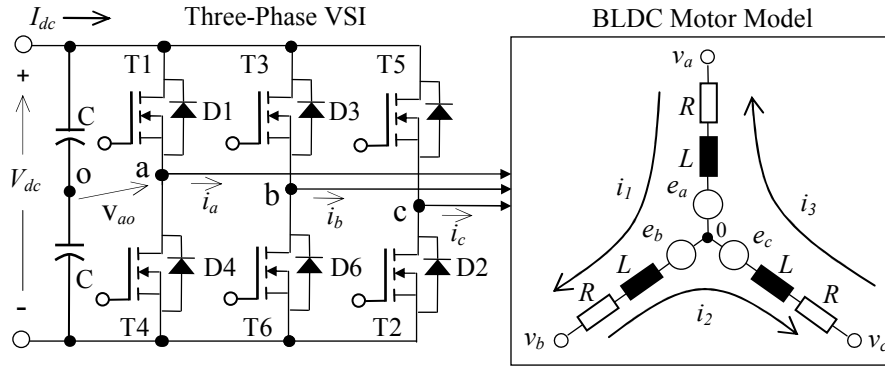 I_dc
Three-Phase VSI
BLDC Motor Model
+
T1
T3
T5
C
D1
D3
V_dc
o
a
b
c
v_ao
i_a
i_b
i_c
C
D4
D6
D2
-
T4
T6
T2
v_a
R
L
e_a
i_1
i_3
0
e_b
e_c
L
L
R
R
i_2
v_b
v_c